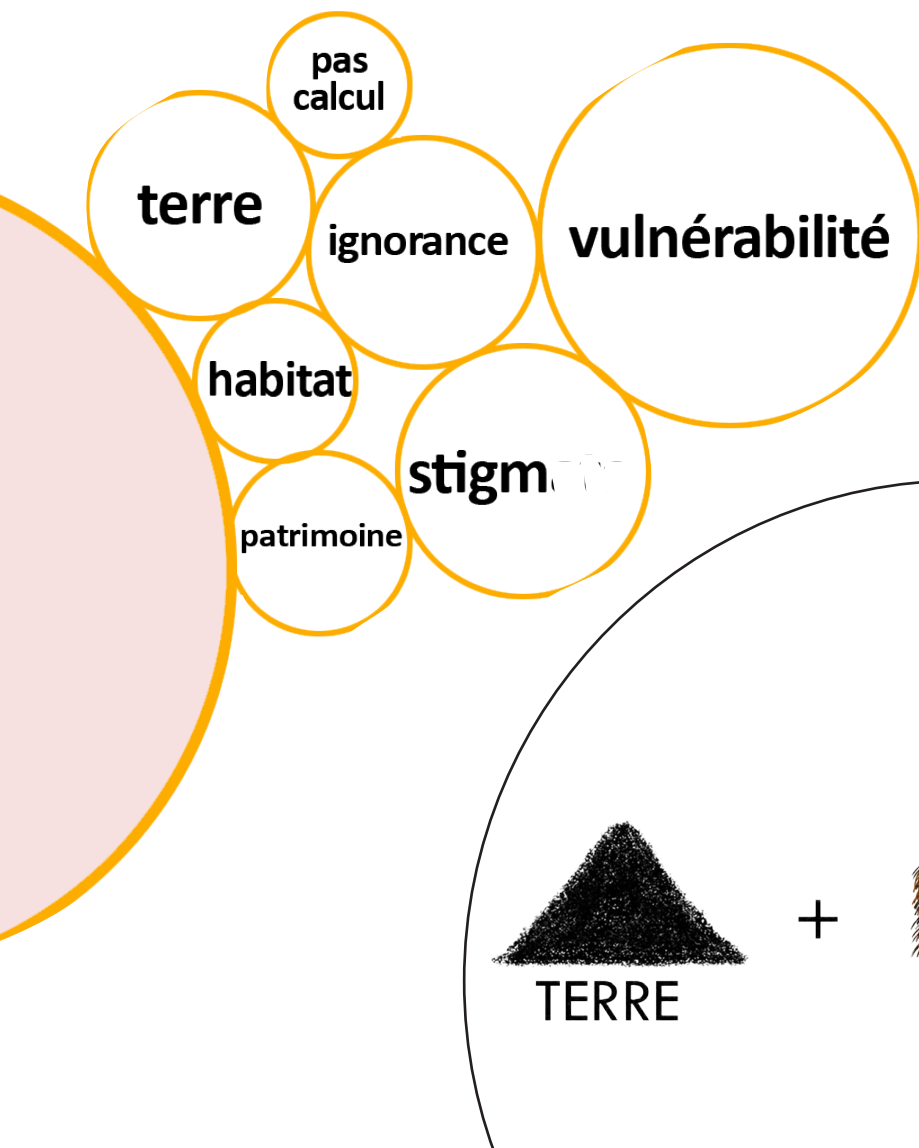 pas
calcul
terre
ignorance
vulnérabilité
habitat
patrimoine
TERRE
+